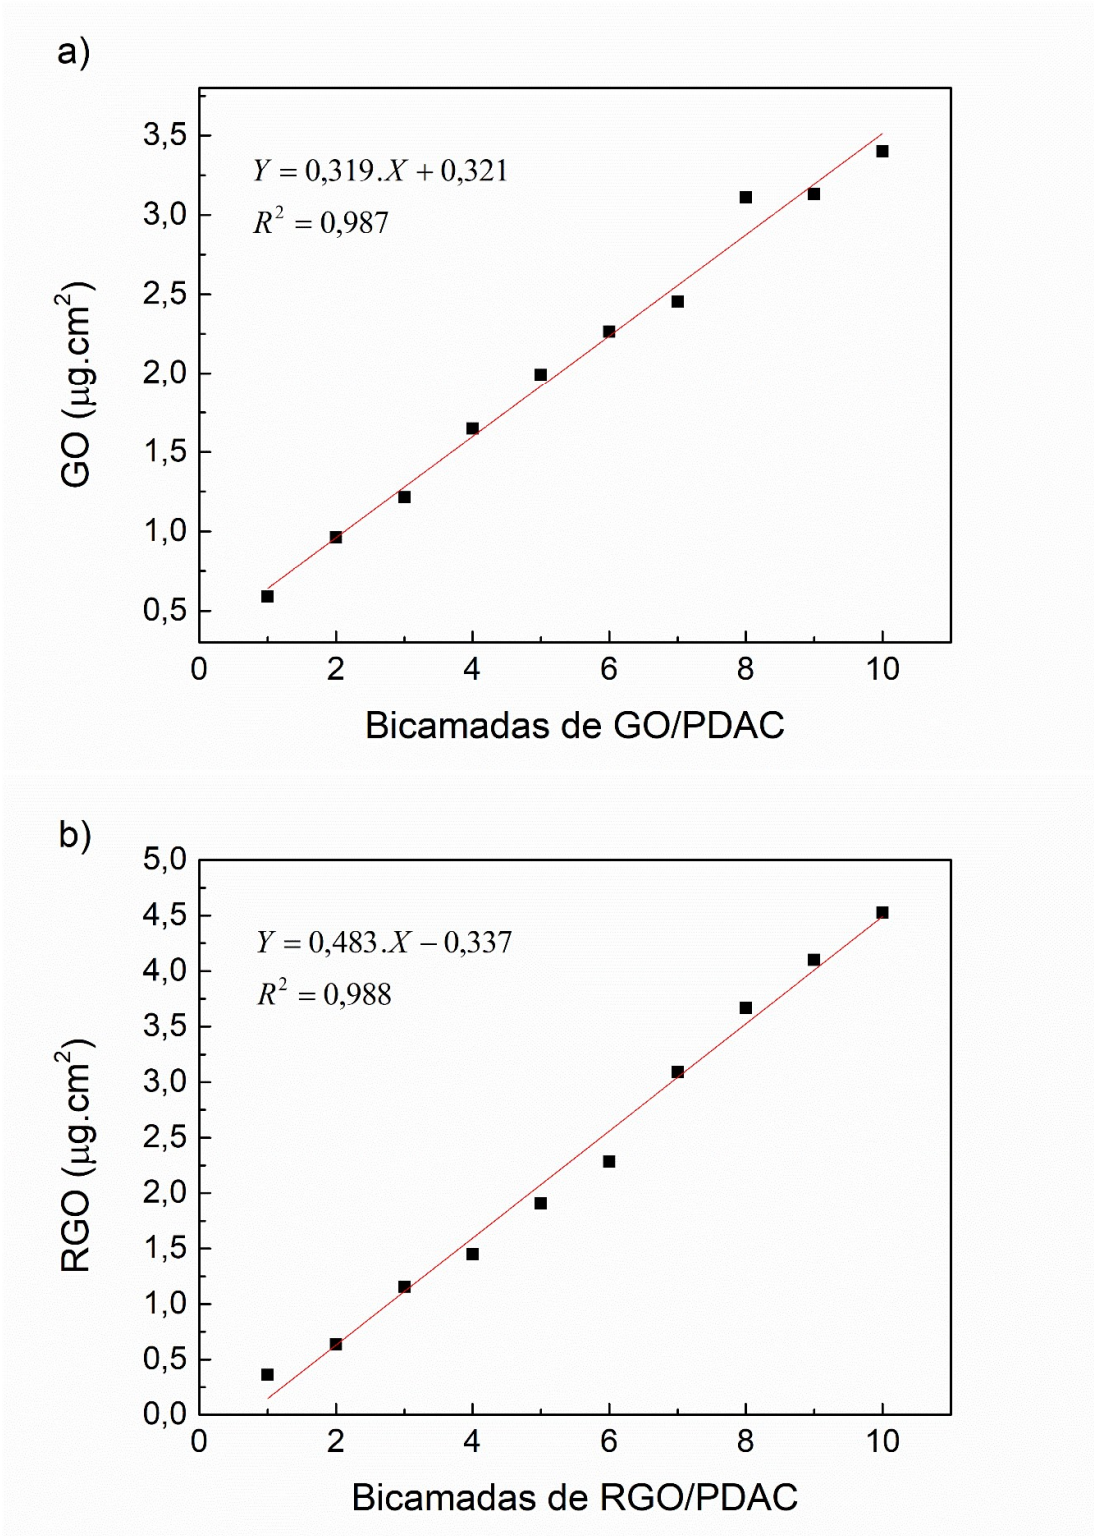 a)
3,5
3,0
2,5
2,0
1,5
1,0
0,5
Y = 0,319.X + 0,321
R² = 0,987
GO (μg.cm²)
0 2 4 6 8 10
Bicamadas de GO/PDAC
b)
5,0
4,5
4,0
3,5
3,0
2,5
2,0
1,5
1,0
0,5
0,0
Y = 0,483.X − 0,337
R² = 0,988
RGO (μg.cm²)
0 2 4 6 8 10
Bicamadas de RGO/PDAC